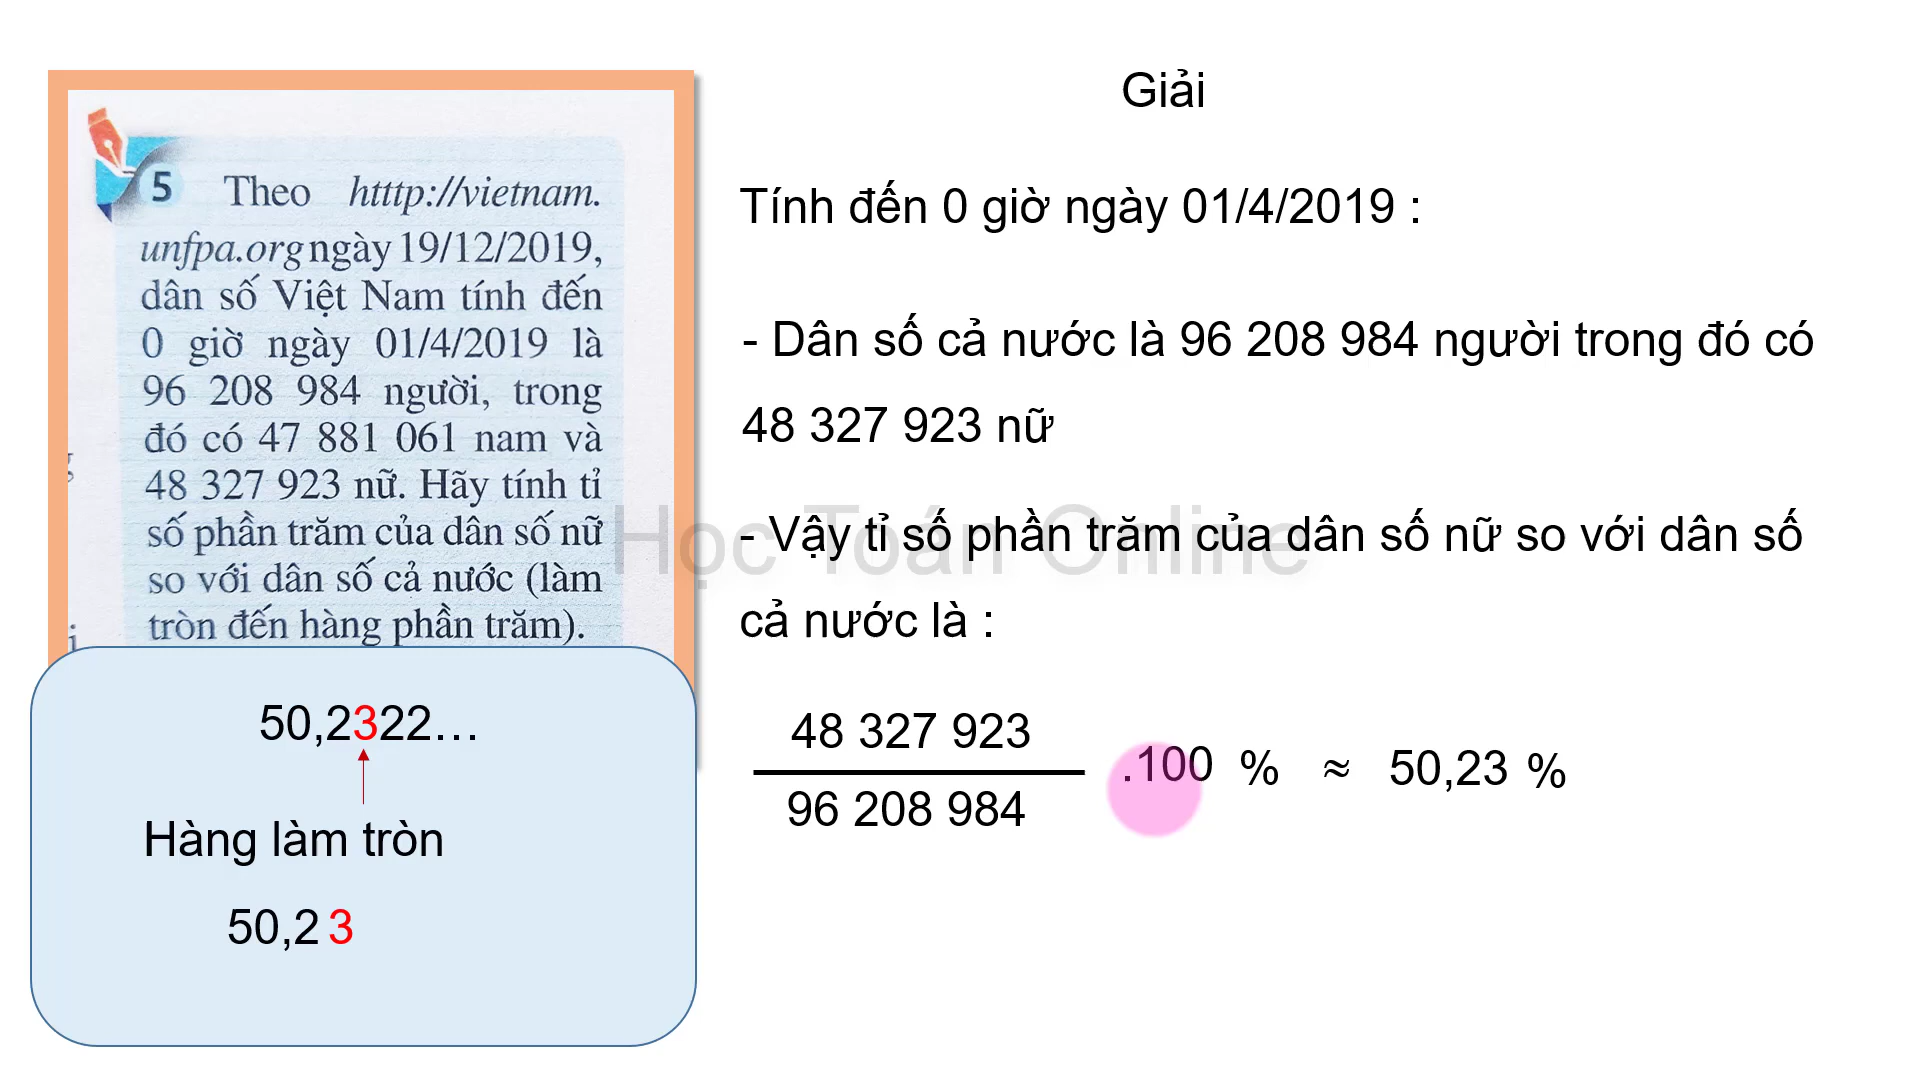 5 Theo htttp://vietnam.
unfpa.org ngày 19/12/2019,
dân số Việt Nam tính đến
0 giờ ngày 01/4/2019 là
96 208 984 người, trong
đó có 47 881 061 nam và
48 327 923 nữ. Hãy tính tỉ
số phần trăm của dân số nữ
so với dân số cả nước (làm
tròn đến hàng phần trăm).
50,2322...
Hàng làm tròn
50,2 3
Giải
Tính đến 0 giờ ngày 01/4/2019 :
- Dân số cả nước là 96 208 984 người trong đó có
48 327 923 nữ
- Vậy tỉ số phần trăm của dân số nữ so với dân số
cả nước là :
48 327 923
96 208 984
.100 % ≈ 50,23 %
Học Toán Online